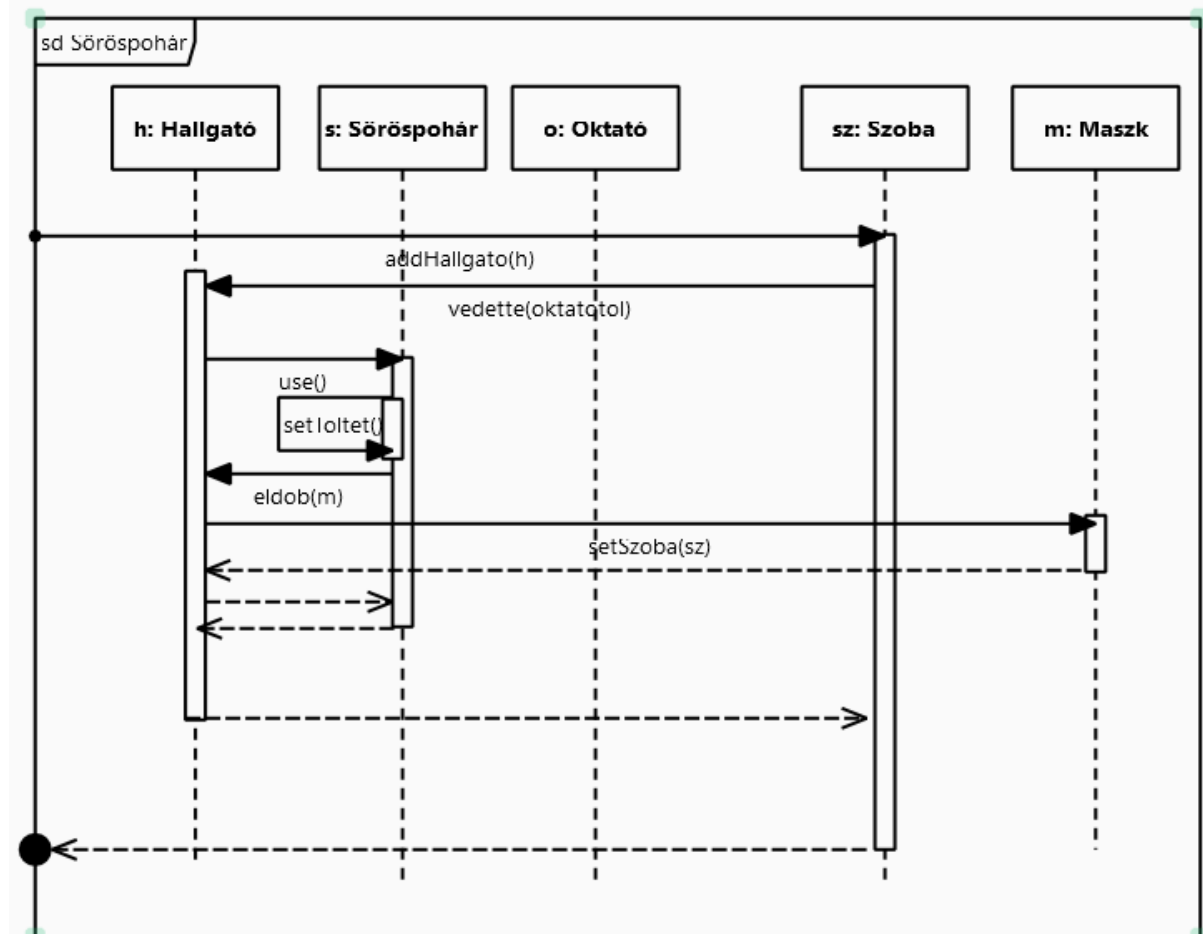 sd Söröspohár
h: Hallgató
s: Söröspohár
o: Oktató
sz: Szoba
m: Maszk
addHallgato(h)
vedette(oktatotol)
use()
setToltet()
eldob(m)
setSzoba(sz)